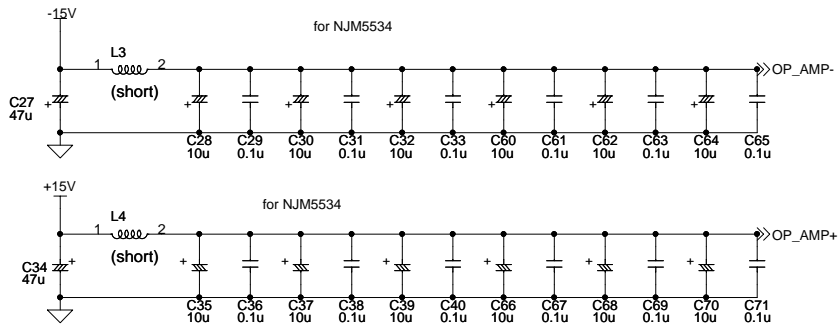 -15V
for NJM5534
L3
1 2
OP_AMP-
(short)
C27
47u
+ + + + + + +
C28 C29 C30 C31 C32 C33 C60 C61 C62 C63 C64 C65
10u 0.1u 10u 0.1u 10u 0.1u 10u 0.1u 10u 0.1u 10u 0.1u
+15V
for NJM5534
L4
1 2
OP_AMP+
(short)
+ + + + + + +
C34
47u
C35 C36 C37 C38 C39 C40 C66 C67 C68 C69 C70 C71
10u 0.1u 10u 0.1u 10u 0.1u 10u 0.1u 10u 0.1u 10u 0.1u